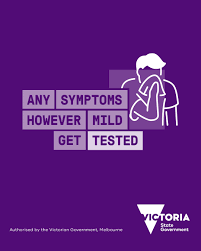 ANY SYMPTOMS
HOWEVER MILD
GET TESTED
VICTORIA
State
Government
Authorised by the Victorian Government, Melbourne